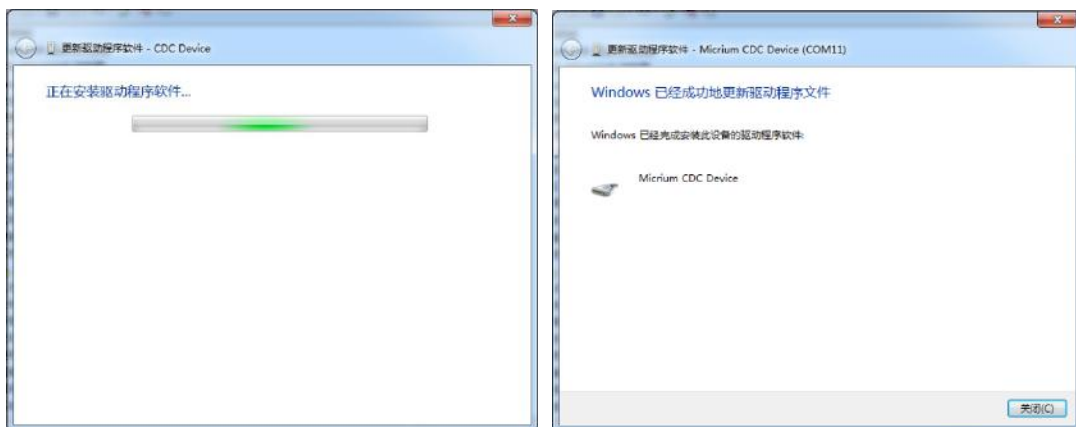 更新驱动程序软件 - CDC Device
正在安装驱动程序软件...
更新驱动程序软件 - Micrium CDC Device (COM11)
Windows 已经成功地更新驱动程序文件
Windows 已经完成安装此设备的驱动程序软件:
Micrium CDC Device
关闭(C)